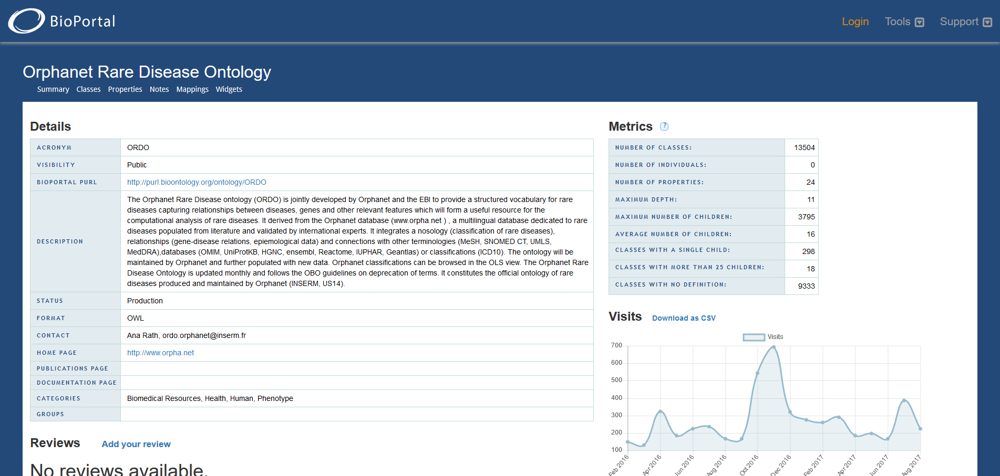 BioPortal
Login Tools Support
Orphanet Rare Disease Ontology
Summary Classes Properties Notes Mappings Widgets
Details
ACRONYM ORDO
VISIBILITY Public
BIOPORTAL PURL http://purl.bioontology.org/ontology/ORDO
DESCRIPTION
The Orphanet Rare Disease ontology (ORDO) is jointly developed by Orphanet and the EBI to provide a structured vocabulary for rare
diseases capturing relationships between diseases, genes and other relevant features which will form a useful resource for the
computational analysis of rare diseases. It derived from the Orphanet database (www.orpha.net ) , a multilingual database dedicated to rare
diseases populated from literature and validated by international experts. It integrates a nosology (classification of rare diseases),
relationships (gene-disease relations, epiemological data) and connections with other terminologies (MeSH, SNOMED CT, UMLS,
MedDRA),databases (OMIM, UniProtKB, HGNC, ensembl, Reactome, IUPHAR, Geantlas) or classifications (ICD10). The ontology will be
maintained by Orphanet and further populated with new data. Orphanet classifications can be browsed in the OLS view. The Orphanet Rare
Disease Ontology is updated monthly and follows the OBO guidelines on deprecation of terms. It constitutes the official ontology of rare
diseases produced and maintained by Orphanet (INSERM, US14).
STATUS Production
FORMAT OWL
CONTACT Ana Rath, ordo.orphanet@inserm.fr
HOME PAGE http://www.orpha.net
PUBLICATIONS PAGE
DOCUMENTATION PAGE
CATEGORIES Biomedical Resources, Health, Human, Phenotype
GROUPS
Reviews Add your review
No reviews available.
Metrics ?
NUMBER OF CLASSES: 13504
NUMBER OF INDIVIDUALS: 0
NUMBER OF PROPERTIES: 24
MAXIMUM DEPTH: 11
MAXIMUM NUMBER OF CHILDREN: 3795
AVERAGE NUMBER OF CHILDREN: 16
CLASSES WITH A SINGLE CHILD: 298
CLASSES WITH MORE THAN 25 CHILDREN: 18
CLASSES WITH NO DEFINITION: 9333
Visits Download as CSV
Visits
700
600
500
400
300
200
100
Feb 2016 Apr 2016 Jun 2016 Aug 2016 Oct 2016 Dec 2016 Feb 2017 Apr 2017 Jun 2017 Aug 2017